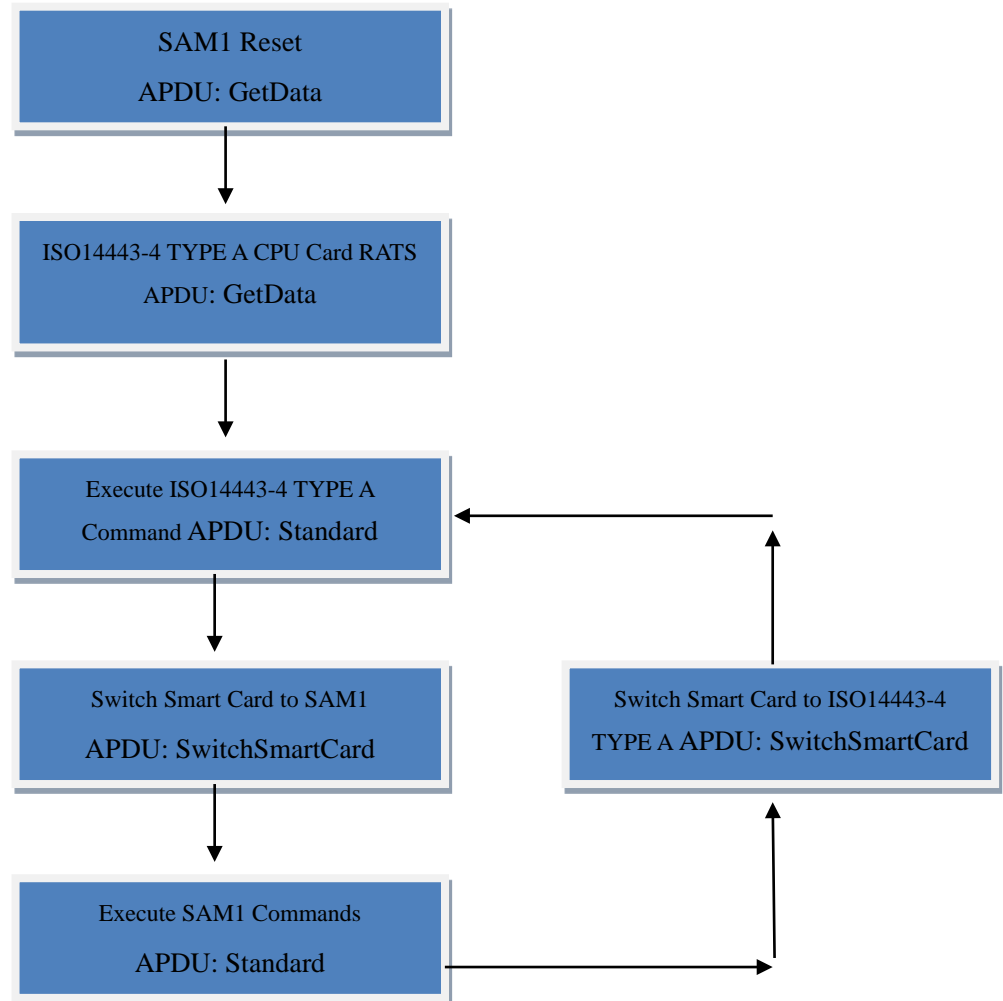 SAM1 Reset
APDU: GetData
ISO14443-4 TYPE A CPU Card RATS
APDU: GetData
Execute ISO14443-4 TYPE A
Command APDU: Standard
Switch Smart Card to SAM1
APDU: SwitchSmartCard
Switch Smart Card to ISO14443-4
TYPE A APDU: SwitchSmartCard
Execute SAM1 Commands
APDU: Standard